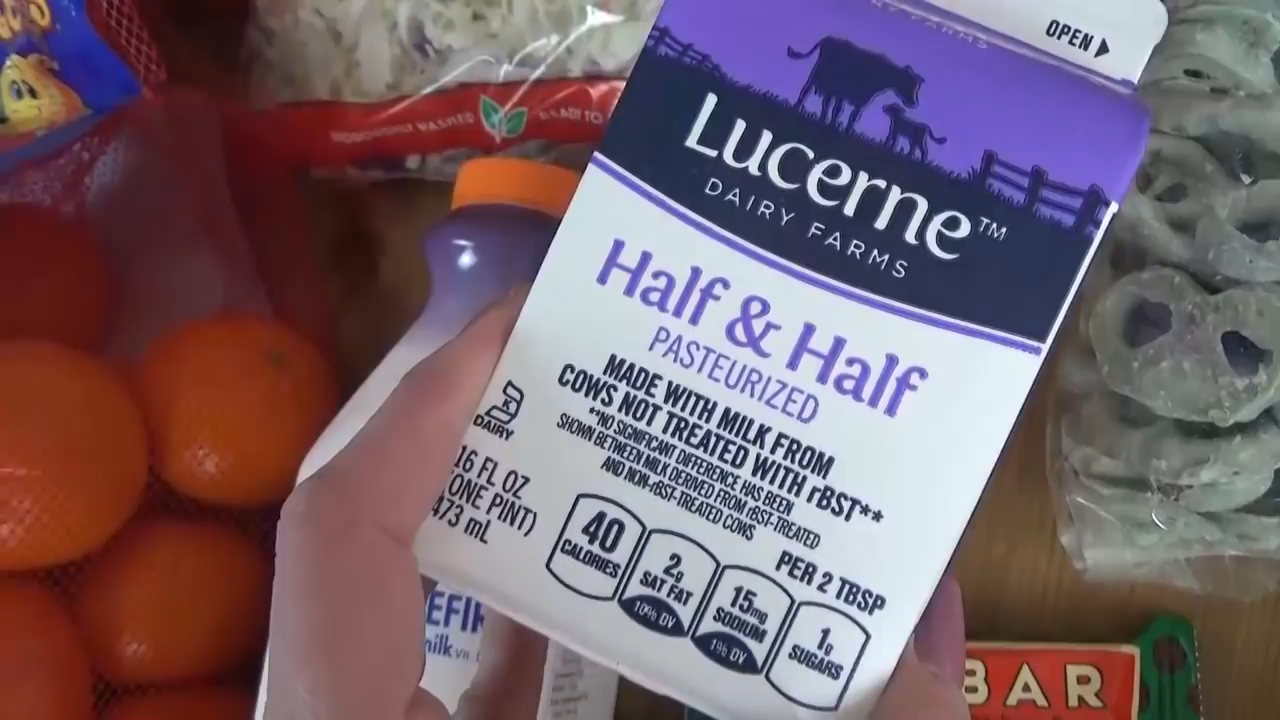 OPEN
Lucerne™
DAIRY FARMS
Half & Half
PASTEURIZED
MADE WITH MILK FROM
COWS NOT TREATED WITH rBST**
**NO SIGNIFICANT DIFFERENCE HAS BEEN
SHOWN BETWEEN MILK DERIVED FROM rBST-TREATED
AND NON-rBST-TREATED COWS
K
DAIRY
16 FL OZ
(ONE PINT)
473 mL
PER 2 TBSP
40
CALORIES
2g
SAT FAT
10% DV
15mg
SODIUM
1% DV
1g
SUGARS
BAR